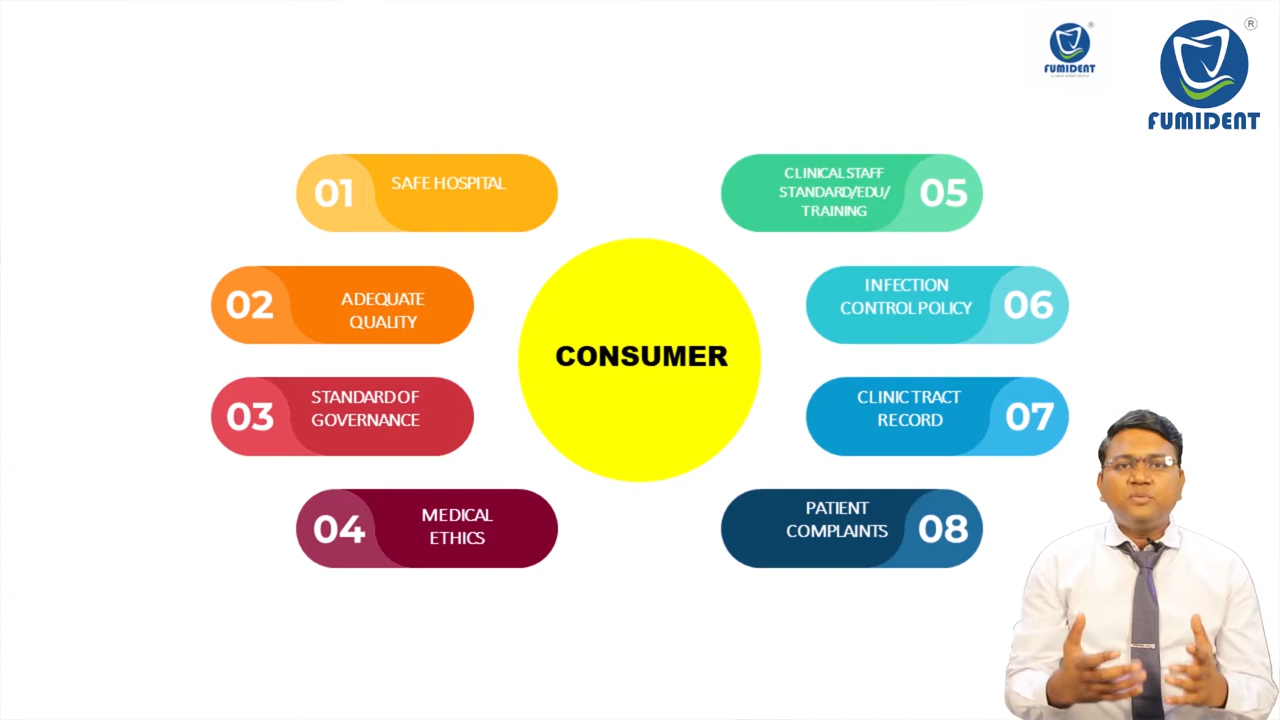 ®
FUMIDENT
®
FUMIDENT
01
SAFE HOSPITAL
02
ADEQUATE
QUALITY
03
STANDARD OF
GOVERNANCE
04
MEDICAL
ETHICS
CONSUMER
CLINICAL STAFF
STANDARD/EDU/
TRAINING
05
INFECTION
CONTROL POLICY
06
CLINIC TRACT
RECORD
07
PATIENT
COMPLAINTS
08